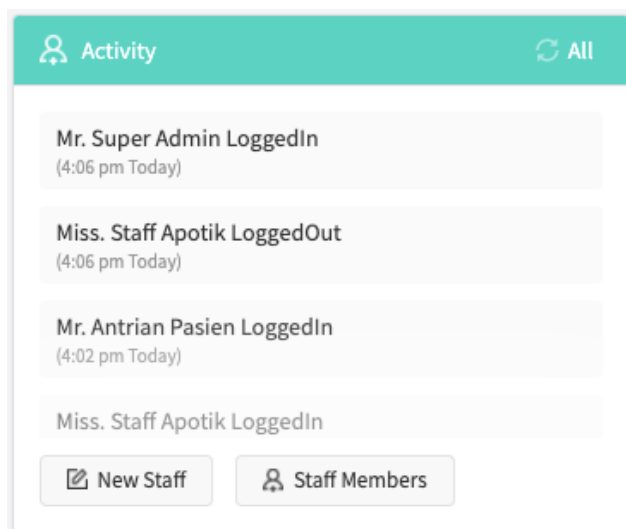 Activity
All
Mr. Super Admin LoggedIn
(4:06 pm Today)
Miss. Staff Apotik LoggedOut
(4:06 pm Today)
Mr. Antrian Pasien LoggedIn
(4:02 pm Today)
Miss. Staff Apotik LoggedIn
New Staff
Staff Members